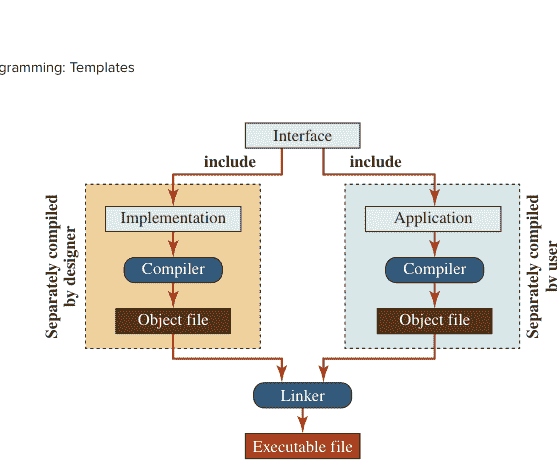 gramming: Templates
Interface
include
include
Separately compiled
by designer
Implementation
Compiler
Object file
Application
Compiler
Object file
Separately compiled
by user
Linker
Executable file